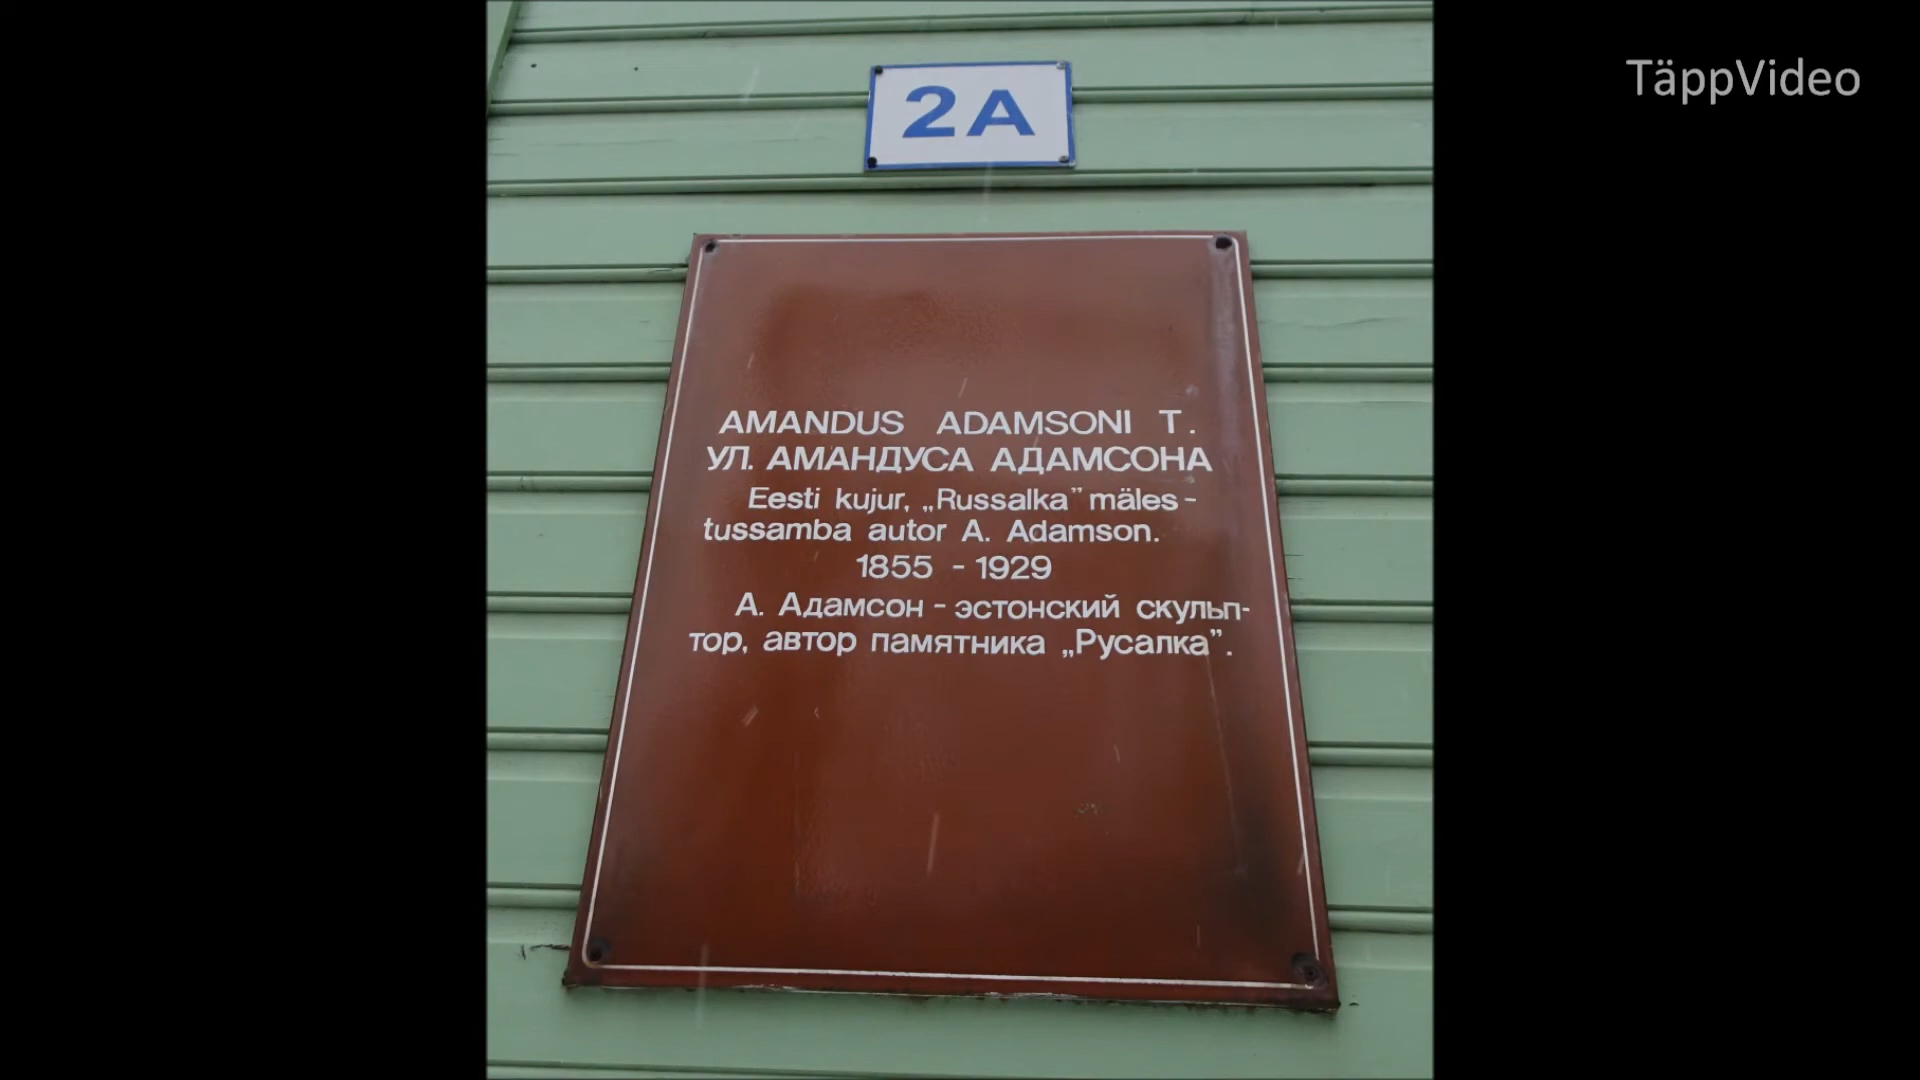 TäppVideo
2A
AMANDUS ADAMSONI T.
УЛ. АМАНДУСА АДАМСОНА
Eesti kujur, „Russalka” mäles-
tussamba autor A. Adamson.
1855 - 1929
А. Адамсон - эстонский скульп-
тор, автор памятника „Русалка”.